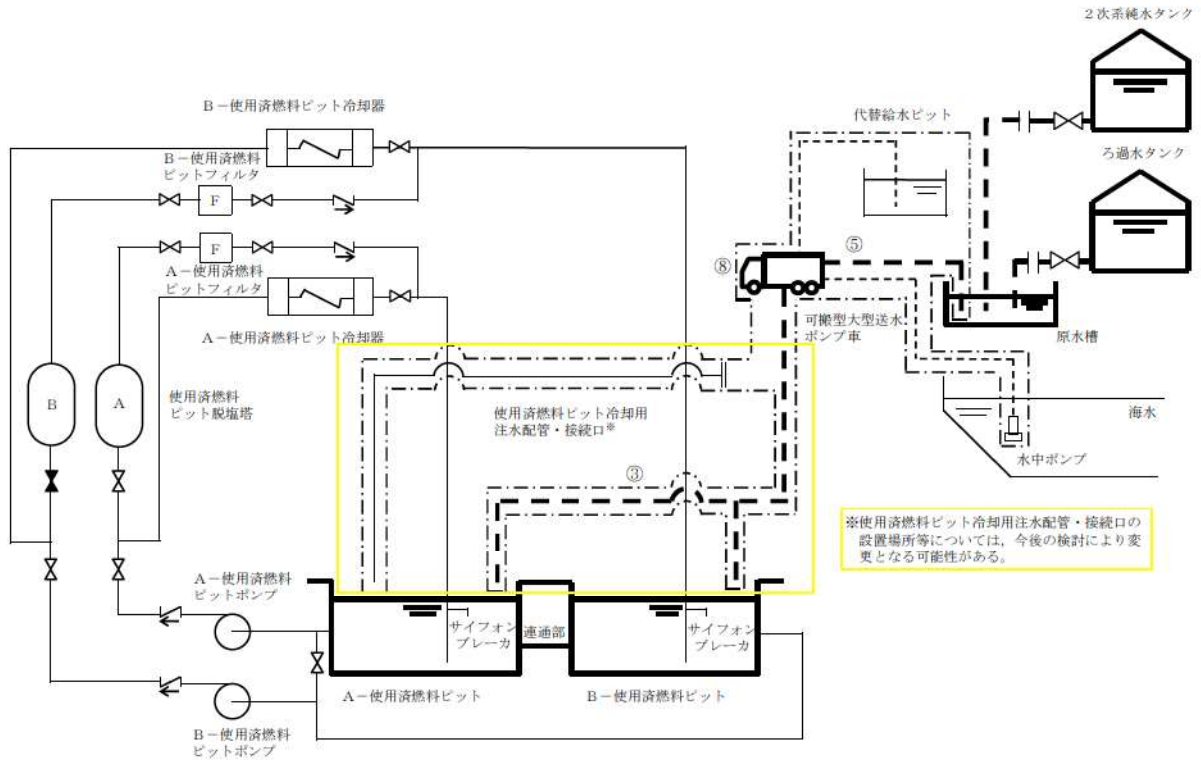 2次系純水タンク
B-使用済燃料ピット冷却器
代替給水ピット
B-使用済燃料
ピットフィルタ
ろ過水タンク
F
F
⑤
⑧
A-使用済燃料
ピットフィルタ
可搬型大型送水
ポンプ車
原水槽
A-使用済燃料ピット冷却器
B
A
使用済燃料
ピット脱塩塔
使用済燃料ピット冷却用
注水配管・接続口※
海水
水中ポンプ
③
※使用済燃料ピット冷却用注水配管・接続口の
設置場所等については，今後の検討により変
更となる可能性がある。
A-使用済燃料
ピットポンプ
サイフォン
ブレーカ
連通部
サイフォン
ブレーカ
A-使用済燃料ピット
B-使用済燃料ピット
B-使用済燃料
ピットポンプ